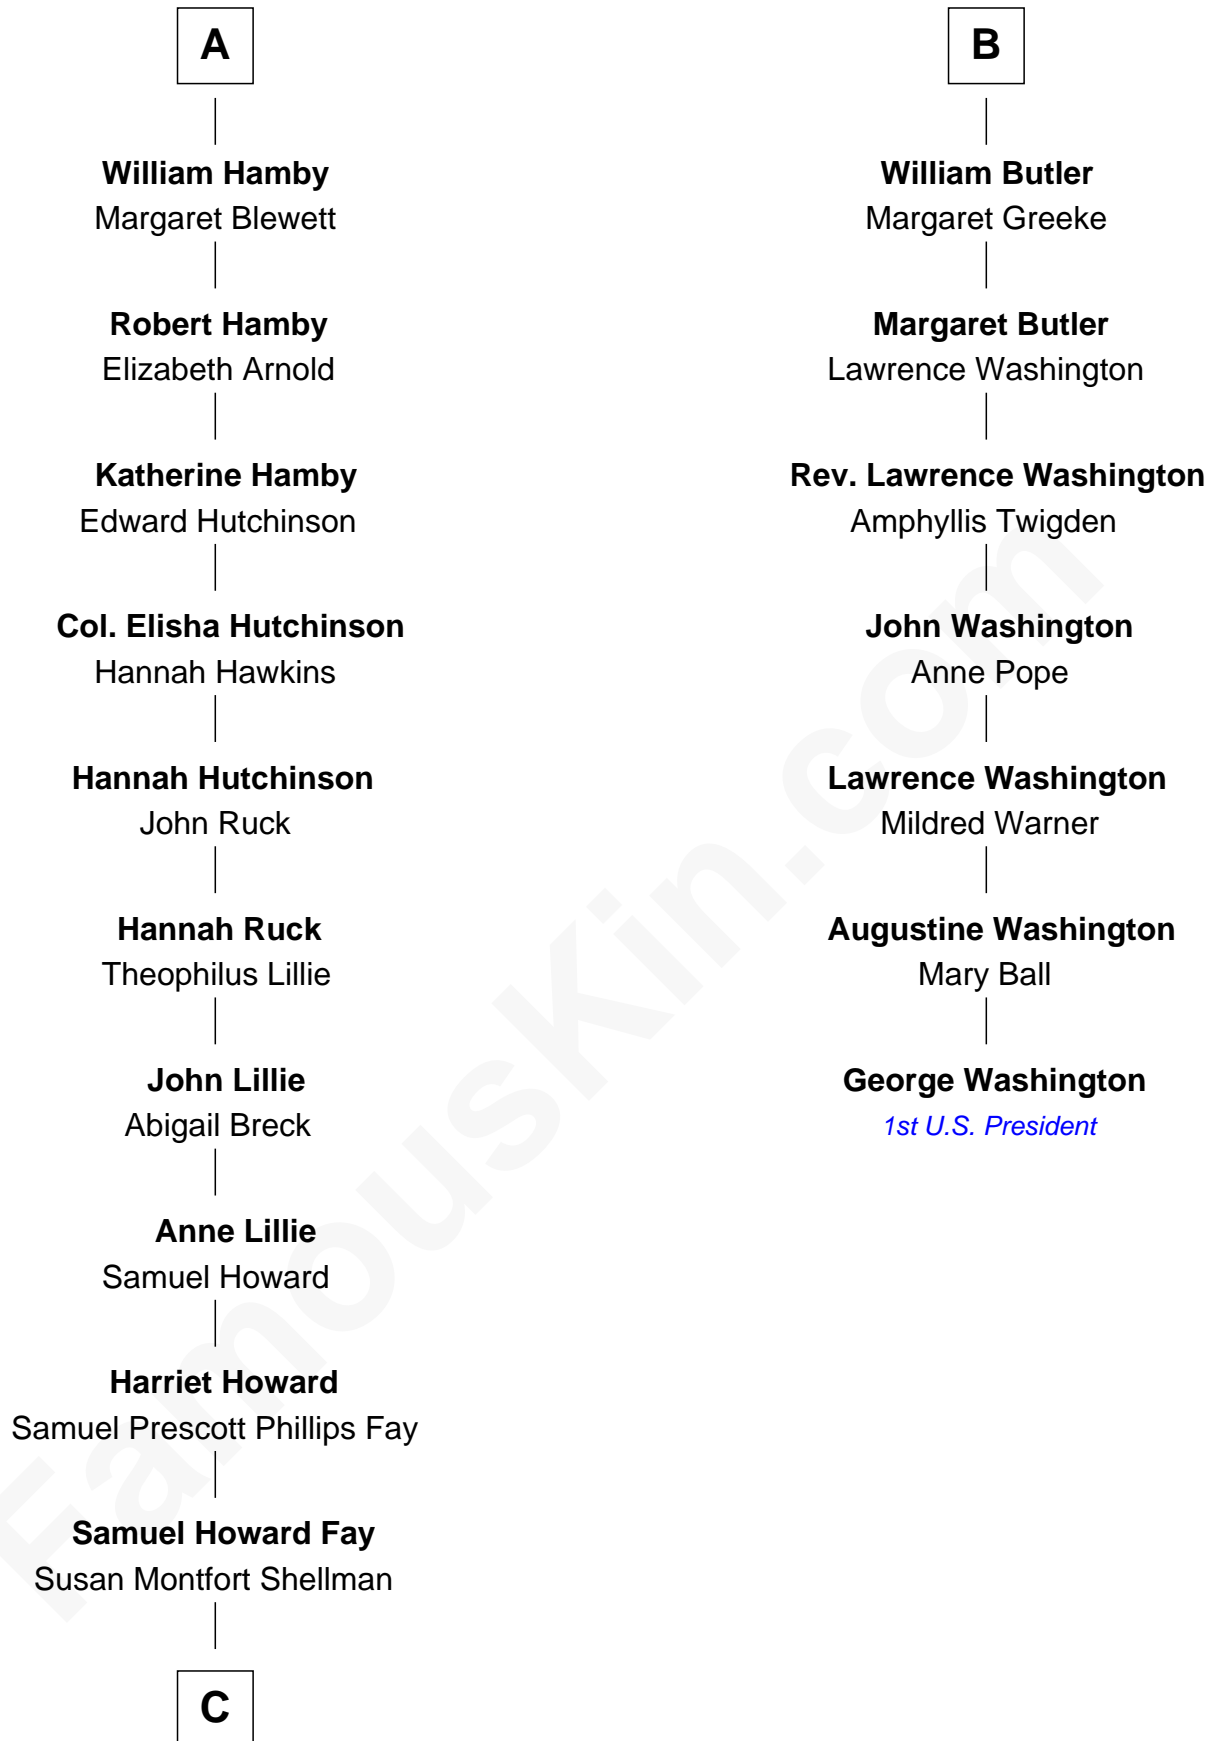 A
William Hamby
Margaret Blewett
Robert Hamby
Elizabeth Arnold
Katherine Hamby
Edward Hutchinson
Col. Elisha Hutchinson
Hannah Hawkins
Hannah Hutchinson
John Ruck
Hannah Ruck
Theophilus Lillie
John Lillie
Abigail Breck
Anne Lillie
Samuel Howard
Harriet Howard
Samuel Prescott Phillips Fay
Samuel Howard Fay
Susan Montfort Shellman
C
B
William Butler
Margaret Greeke
Margaret Butler
Lawrence Washington
Rev. Lawrence Washington
Amphyllis Twigden
John Washington
Anne Pope
Lawrence Washington
Mildred Warner
Augustine Washington
Mary Ball
George Washington
1st U.S. President
FamousKin.com